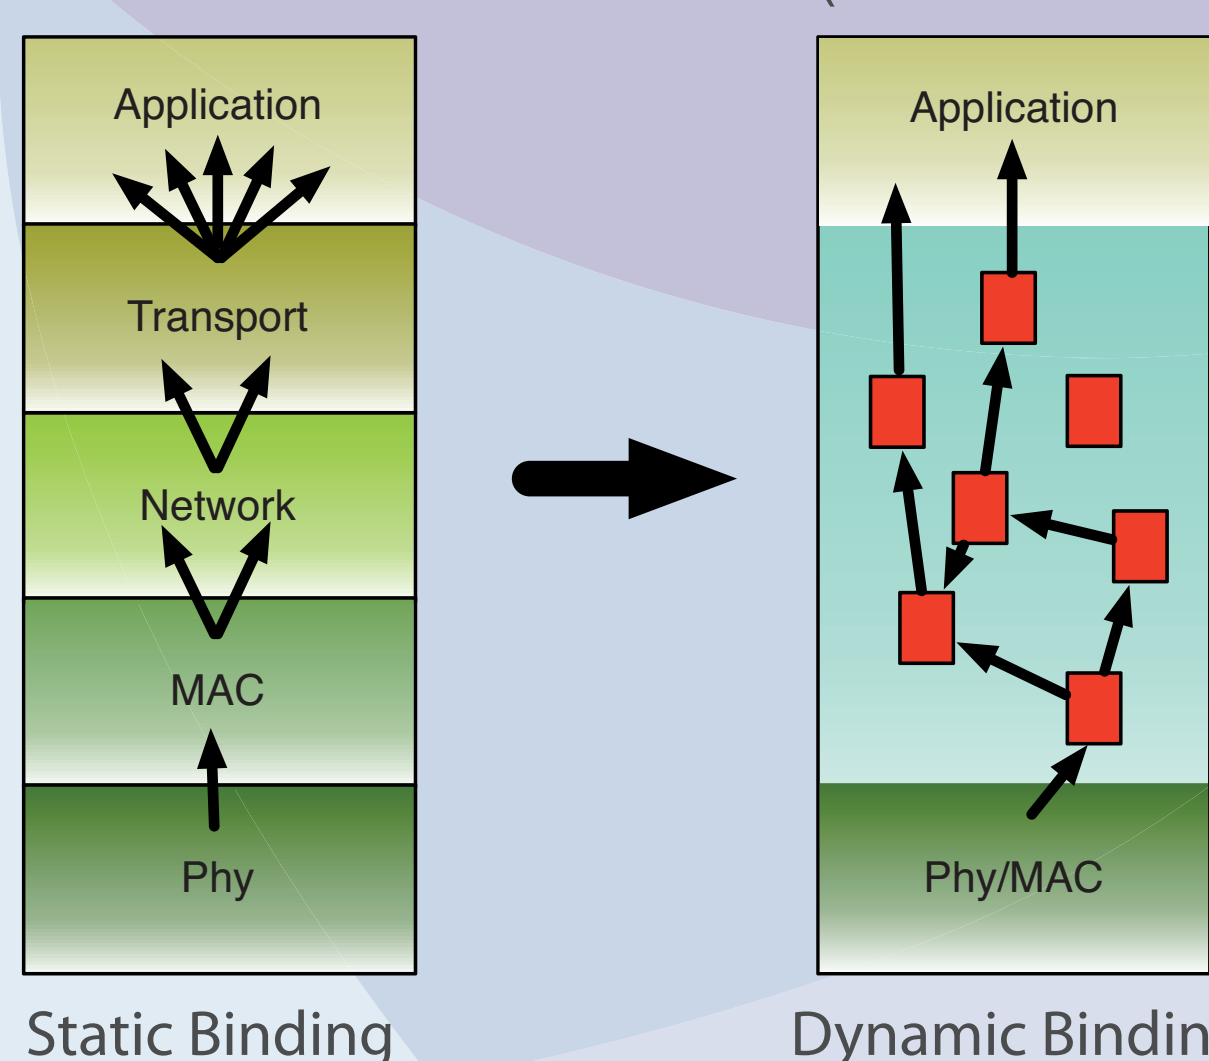 Application
Transport
Network
MAC
Phy
Static Binding
Application
Phy/MAC
Dynamic Bindin